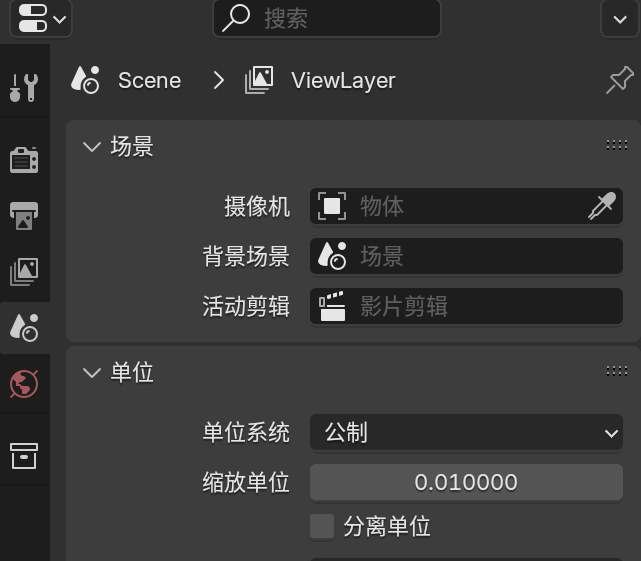 搜索
Scene > ViewLayer
场景
摄像机 物体
背景场景 场景
活动剪辑 影片剪辑
单位
单位系统 公制
缩放单位 0.010000
分离单位